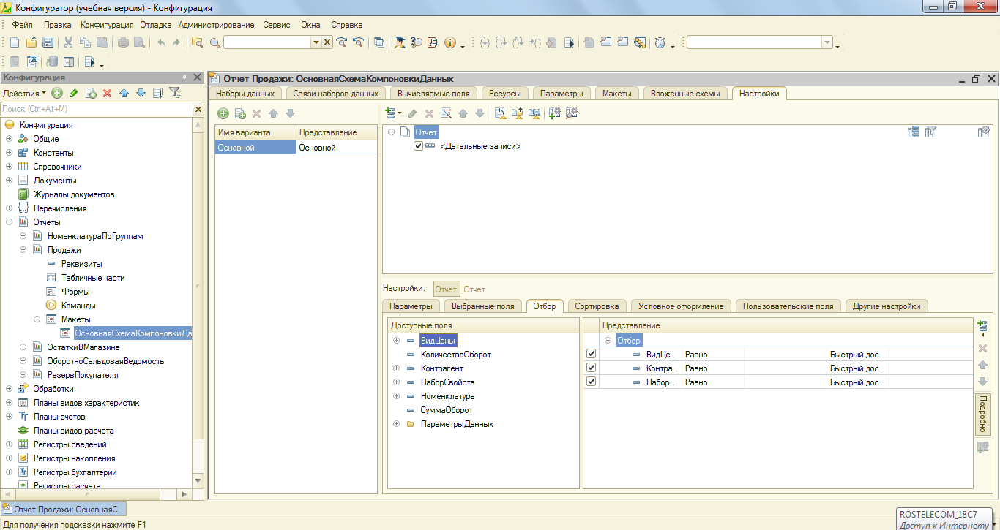 Конфигуратор (учебная версия) - Конфигурация
Файл Правка Конфигурация Отладка Администрирование Сервис Окна Справка
Конфигурация
Действия
Поиск (Ctrl+Alt+M)
Конфигурация
Общие
Константы
Справочники
Документы
Журналы документов
Перечисления
Отчеты
НоменклатураПоГруппам
Продажи
Реквизиты
Табличные части
Формы
Команды
Макеты
ОсновнаяСхемаКомпоновкиДа
ОстаткиВМагазине
ОборотноСальдоваяВедомость
РезервПокупателя
Обработки
Планы видов характеристик
Планы счетов
Планы видов расчета
Регистры сведений
Регистры накопления
Регистры бухгалтерии
Регистры расчета
Отчет Продажи: ОсновнаяСхемаКомпоновкиДанных
Наборы данных Связи наборов данных Вычисляемые поля Ресурсы Параметры Макеты Вложенные схемы Настройки
Имя варианта Представление
Основной Основной
Отчет
<Детальные записи>
Настройки: Отчет Отчет
Параметры Выбранные поля Отбор Сортировка Условное оформление Пользовательские поля Другие настройки
Доступные поля
ВидЦены
КоличествоОборот
Контрагент
НаборСвойств
Номенклатура
СуммаОборот
ПараметрыДанных
Представление
Отбор
ВидЦе... Равно Быстрый дос...
Контра... Равно Быстрый дос...
Набор... Равно Быстрый дос...
Подробно
Отчет Продажи: ОсновнаяС...
Для получения подсказки нажмите F1
ROSTELECOM_18C7
Доступ к Интернету